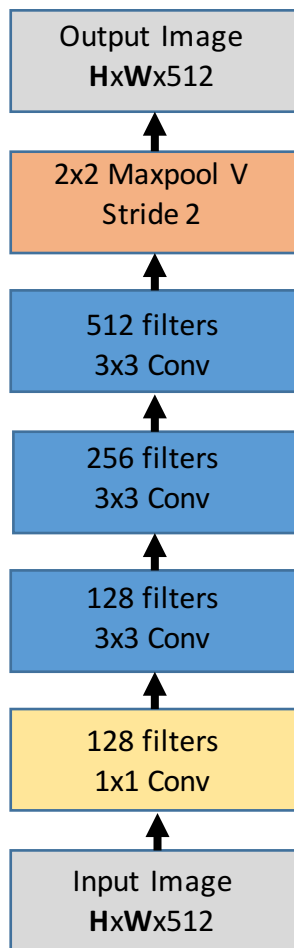 Output Image
HxWx512
2x2 Maxpool V
Stride 2
512 filters
3x3 Conv
256 filters
3x3 Conv
128 filters
3x3 Conv
128 filters
1x1 Conv
Input Image
HxWx512